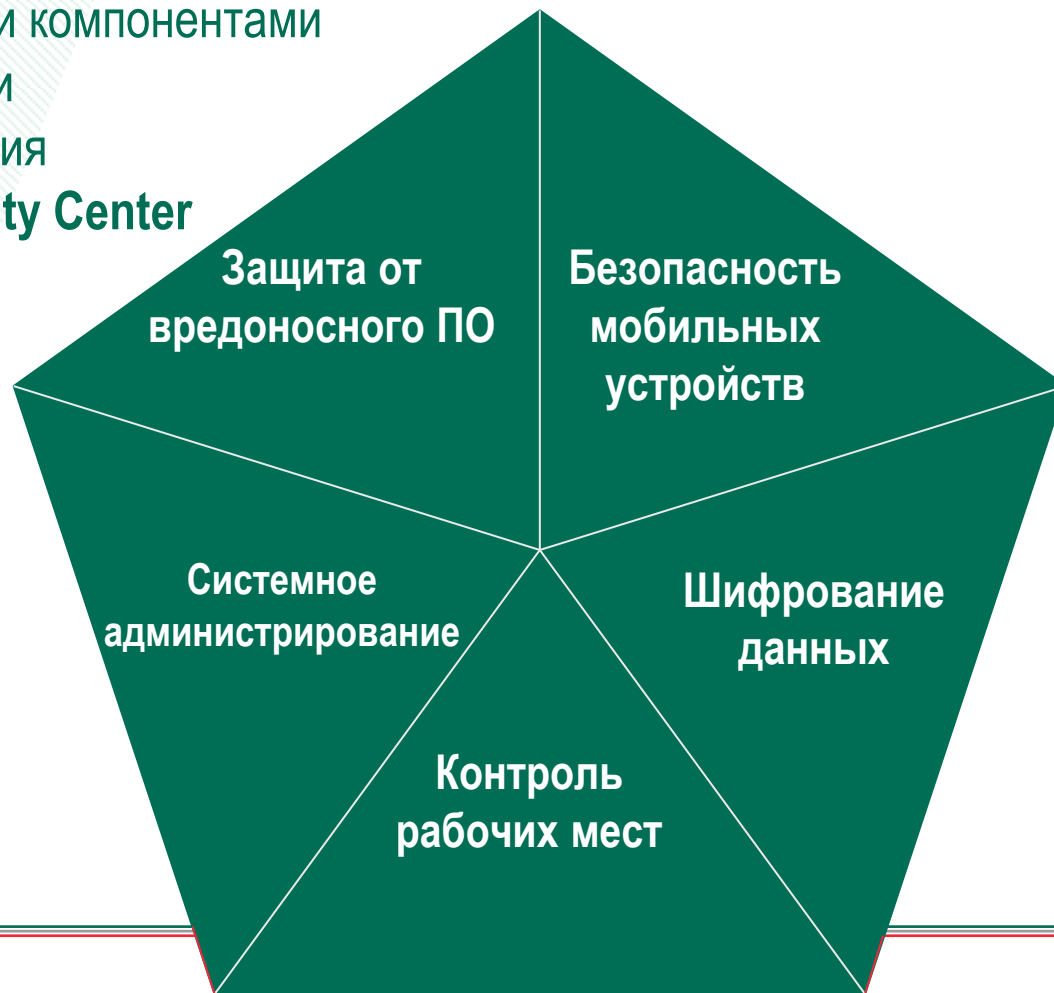 и компонентами
и
ия
ty Center
Защита от
вредоносного ПО
Безопасность
мобильных
устройств
Системное
администрирование
Шифрование
данных
Контроль
рабочих мест